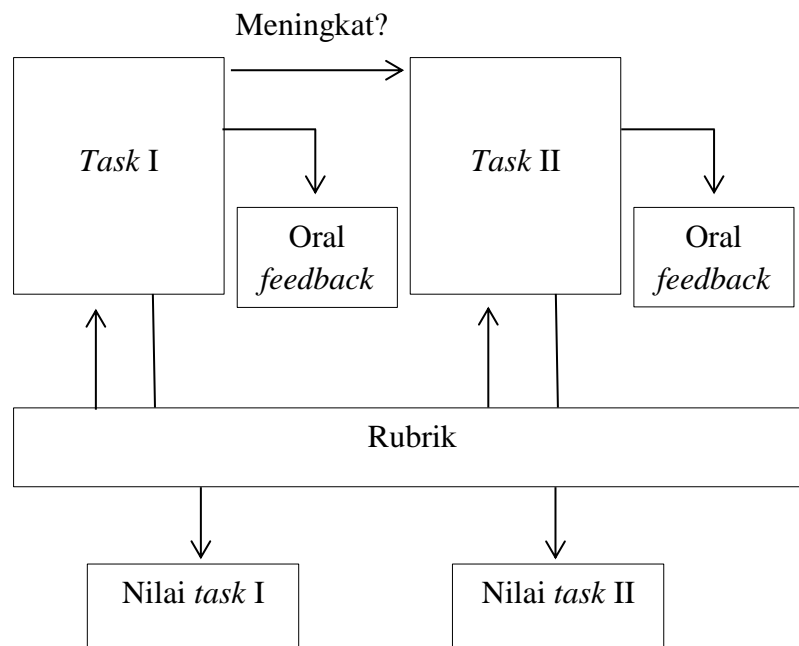 Meningkat?
Task I
Task II
Oral
feedback
Oral
feedback
Rubrik
Nilai task I
Nilai task II